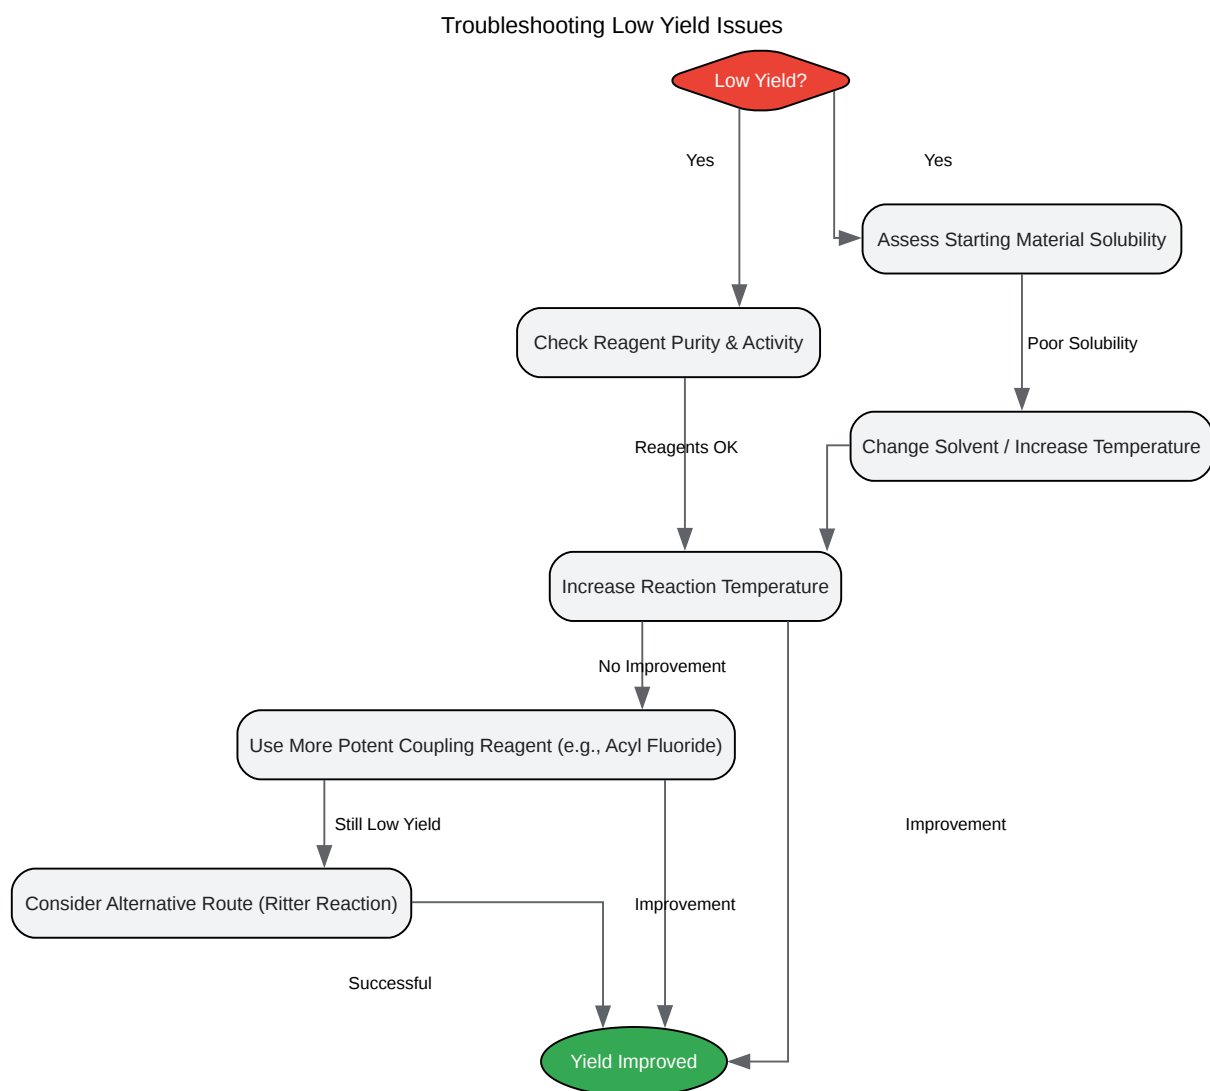 Troubleshooting Low Yield Issues
Low Yield?
Yes
Yes
Assess Starting Material Solubility
Check Reagent Purity & Activity
Poor Solubility
Reagents OK
Change Solvent / Increase Temperature
Increase Reaction Temperature
No Improvement
Use More Potent Coupling Reagent (e.g., Acyl Fluoride)
Still Low Yield
Improvement
Consider Alternative Route (Ritter Reaction)
Improvement
Successful
Yield Improved